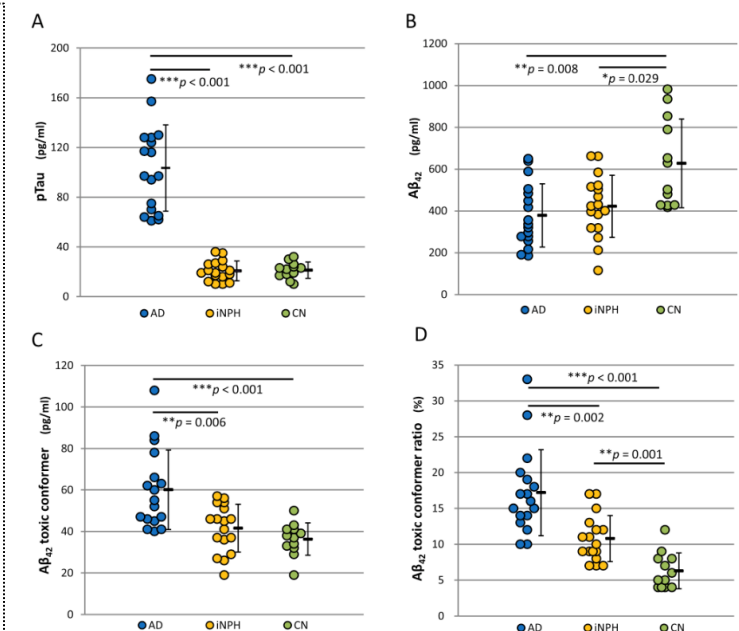 A
pTau (pg/ml)
200
160
120
80
40
0
***p < 0.001
***p < 0.001
AD
iNPH
CN
B
Aβ42 (pg/ml)
1200
1000
800
600
400
200
0
**p = 0.008
*p = 0.029
AD
iNPH
CN
C
Aβ42 toxic conformer (pg/ml)
120
100
80
60
40
20
0
***p < 0.001
**p = 0.006
AD
iNPH
CN
D
Aβ42 toxic conformer ratio (%)
35
30
25
20
15
10
5
0
***p < 0.001
**p = 0.002
**p = 0.001
AD
iNPH
CN